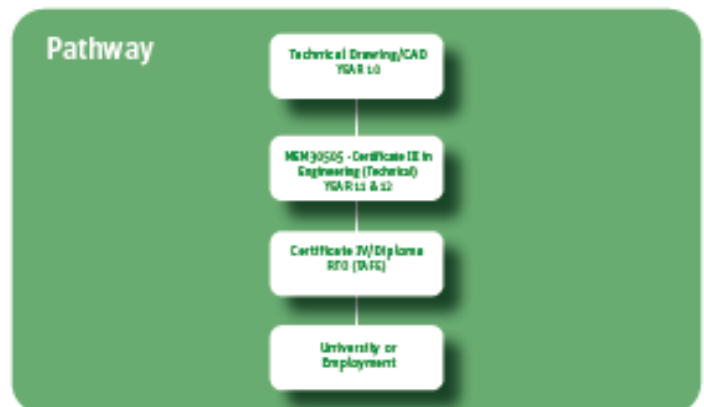 Pathway
Technical Drawing/CAD
YEAR 10
MEM30505 - Certificate III in
Engineering (Technical)
YEAR 11 & 12
Certificate IV/Diploma
RTO (TAFE)
University or
Employment